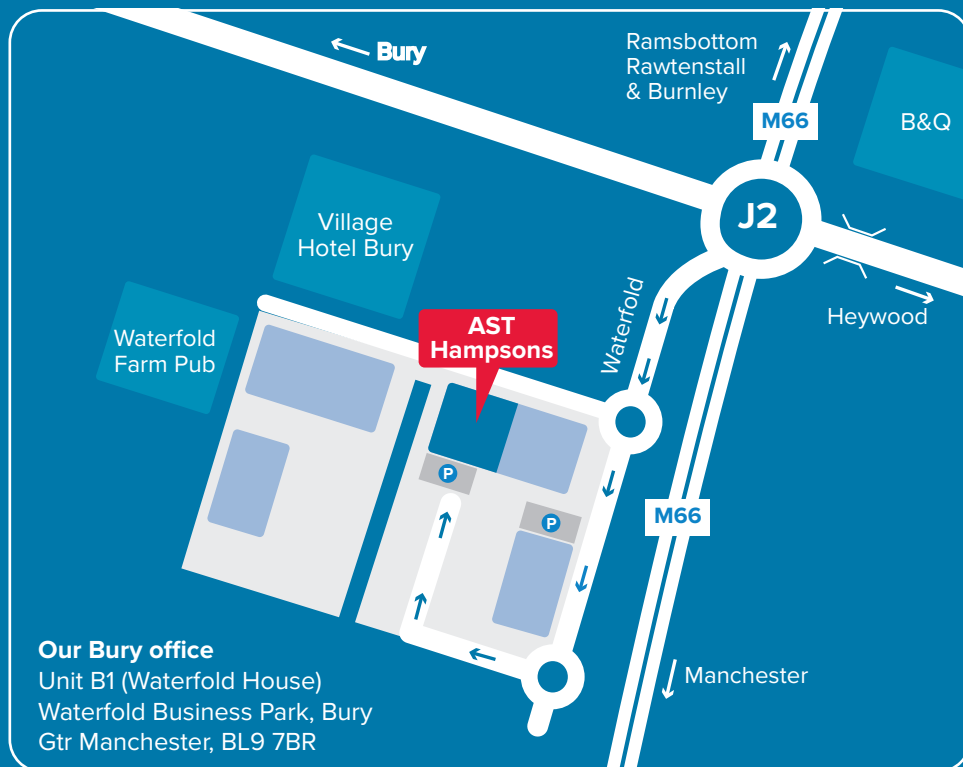 Bury
Ramsbottom
Rawtenstall
& Burnley
M66
B&Q
J2
Village
Hotel Bury
Waterfold
Heywood
AST
Hampsons
Waterfold
Farm Pub
P
P
M66
Manchester
Our Bury office
Unit B1 (Waterfold House)
Waterfold Business Park, Bury
Gtr Manchester, BL9 7BR